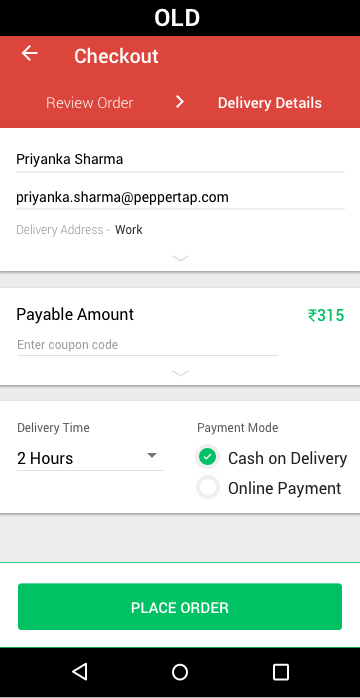 OLD
Checkout
Review Order
Delivery Details
Priyanka Sharma
priyanka.sharma@peppertap.com
Delivery Address - Work
Payable Amount
₹315
Enter coupon code
Delivery Time
Payment Mode
2 Hours
Cash on Delivery
Online Payment
PLACE ORDER